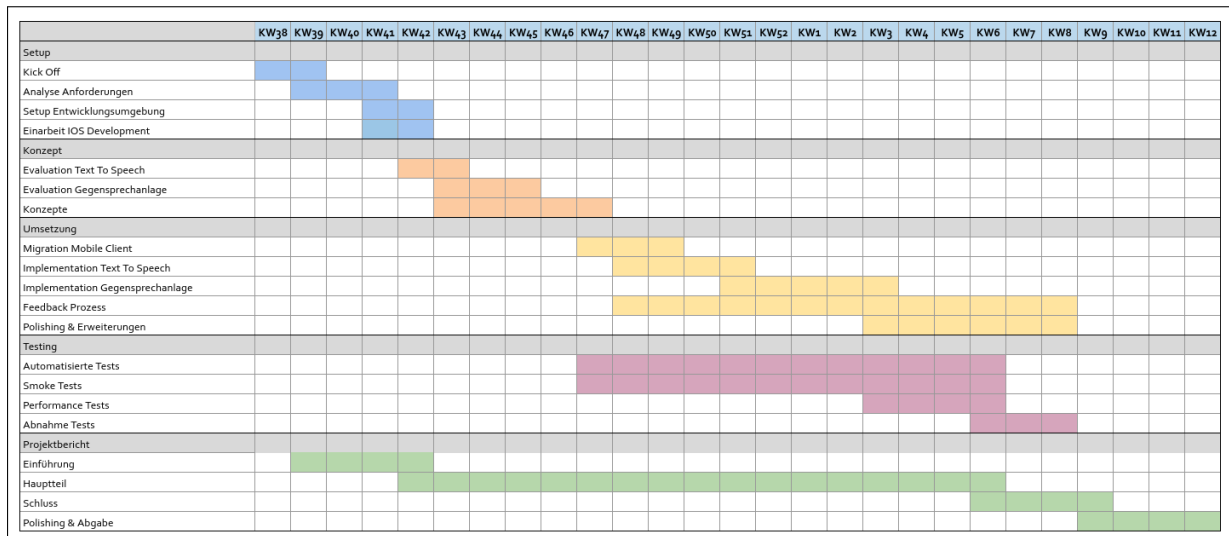 KW38 KW39 KW40 KW41 KW42 KW43 KW44 KW45 KW46 KW47 KW48 KW49 KW50 KW51 KW52 KW1 KW2 KW3 KW4 KW5 KW6 KW7 KW8 KW9 KW10 KW11 KW12
Setup
Kick Off
Analyse Anforderungen
Setup Entwicklungsumgebung
Einarbeit IOS Development
Konzept
Evaluation Text To Speech
Evaluation Gegensprechanlage
Konzepte
Umsetzung
Migration Mobile Client
Implementation Text To Speech
Implementation Gegensprechanlage
Feedback Prozess
Polishing & Erweiterungen
Testing
Automatisierte Tests
Smoke Tests
Performance Tests
Abnahme Tests
Projektbericht
Einführung
Hauptteil
Schluss
Polishing & Abgabe